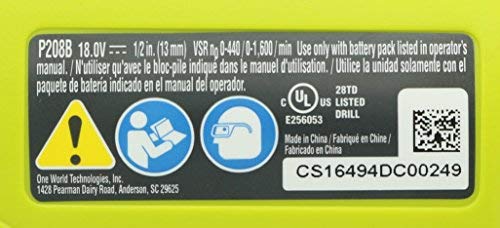 P208B 18.0V ⎓ 1/2 in. (13 mm) VSR n₀ 0-440 / 0-1,600 / min Use only with battery pack listed in operator's
manual. / N'utiliser qu'avec le bloc-pile indiqué dans le manuel d'utilisation. / Utilice la unidad solamente con el
paquete de batería indicado en el manual del operador.
C UL US
28TD
LISTED
DRILL
E256053
Made in China / Fabriqué en Chine /
Fabricado en China
One World Technologies, Inc.
1428 Pearman Dairy Road, Anderson, SC 29625
CS16494DC00249